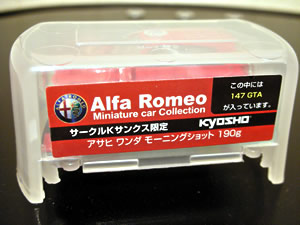 Alfa Romeo
Miniature car Collection
この中には
147 GTA
が入っています。
サークルKサンクス限定
KYOSHO
アサヒ ワンダ モーニングショット 190g